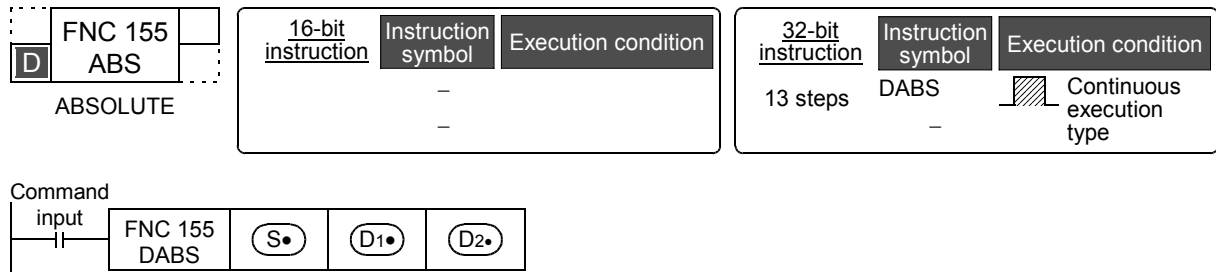 FNC 155
D ABS
ABSOLUTE
16-bit instruction Instruction symbol Execution condition
–
–
32-bit instruction Instruction symbol Execution condition
13 steps DABS Continuous execution type
–
Command input
FNC 155 DABS S• D1• D2•